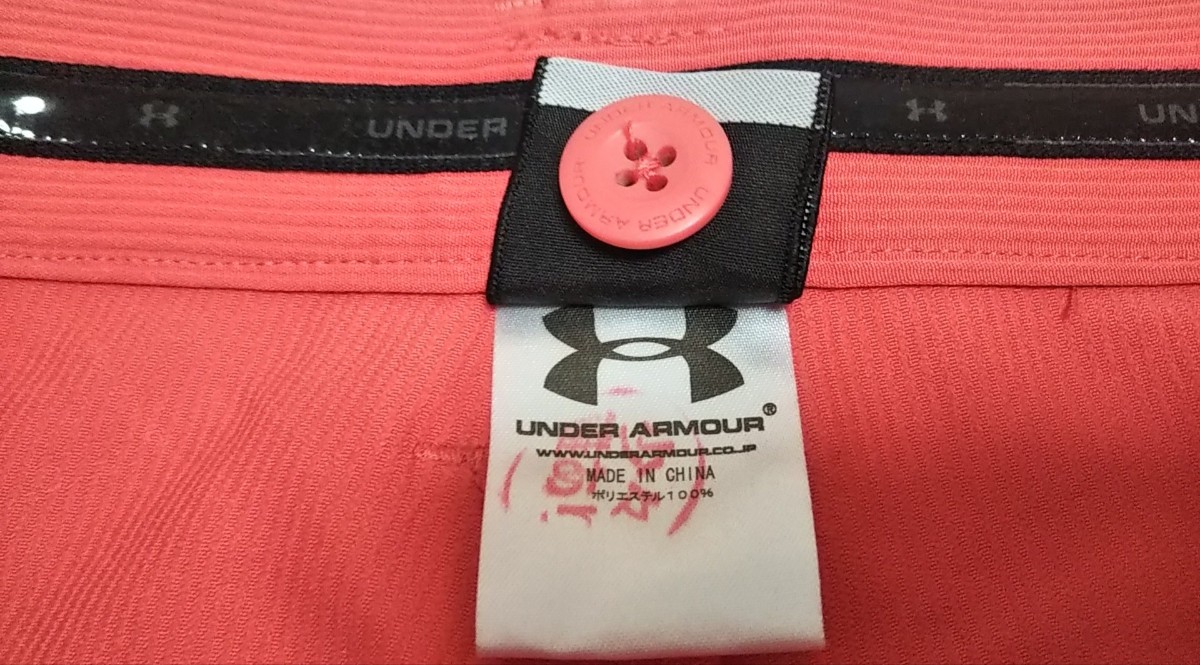 UNDER
UN
UNDER ARMOUR
UNDER ARMOUR
UNDER ARMOUR®
WWW.UNDERARMOUR.CO.JP
MADE IN CHINA
ポリエステル100%